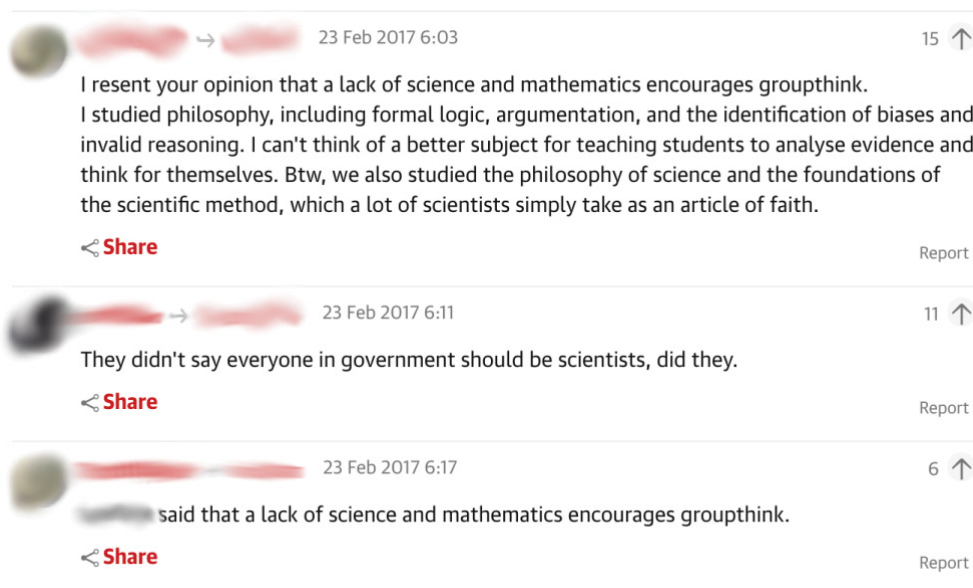 23 Feb 2017 6:03
15
I resent your opinion that a lack of science and mathematics encourages groupthink.
I studied philosophy, including formal logic, argumentation, and the identification of biases and
invalid reasoning. I can't think of a better subject for teaching students to analyse evidence and
think for themselves. Btw, we also studied the philosophy of science and the foundations of
the scientific method, which a lot of scientists simply take as an article of faith.
Share
Report
23 Feb 2017 6:11
11
They didn't say everyone in government should be scientists, did they.
Share
Report
23 Feb 2017 6:17
6
said that a lack of science and mathematics encourages groupthink.
Share
Report